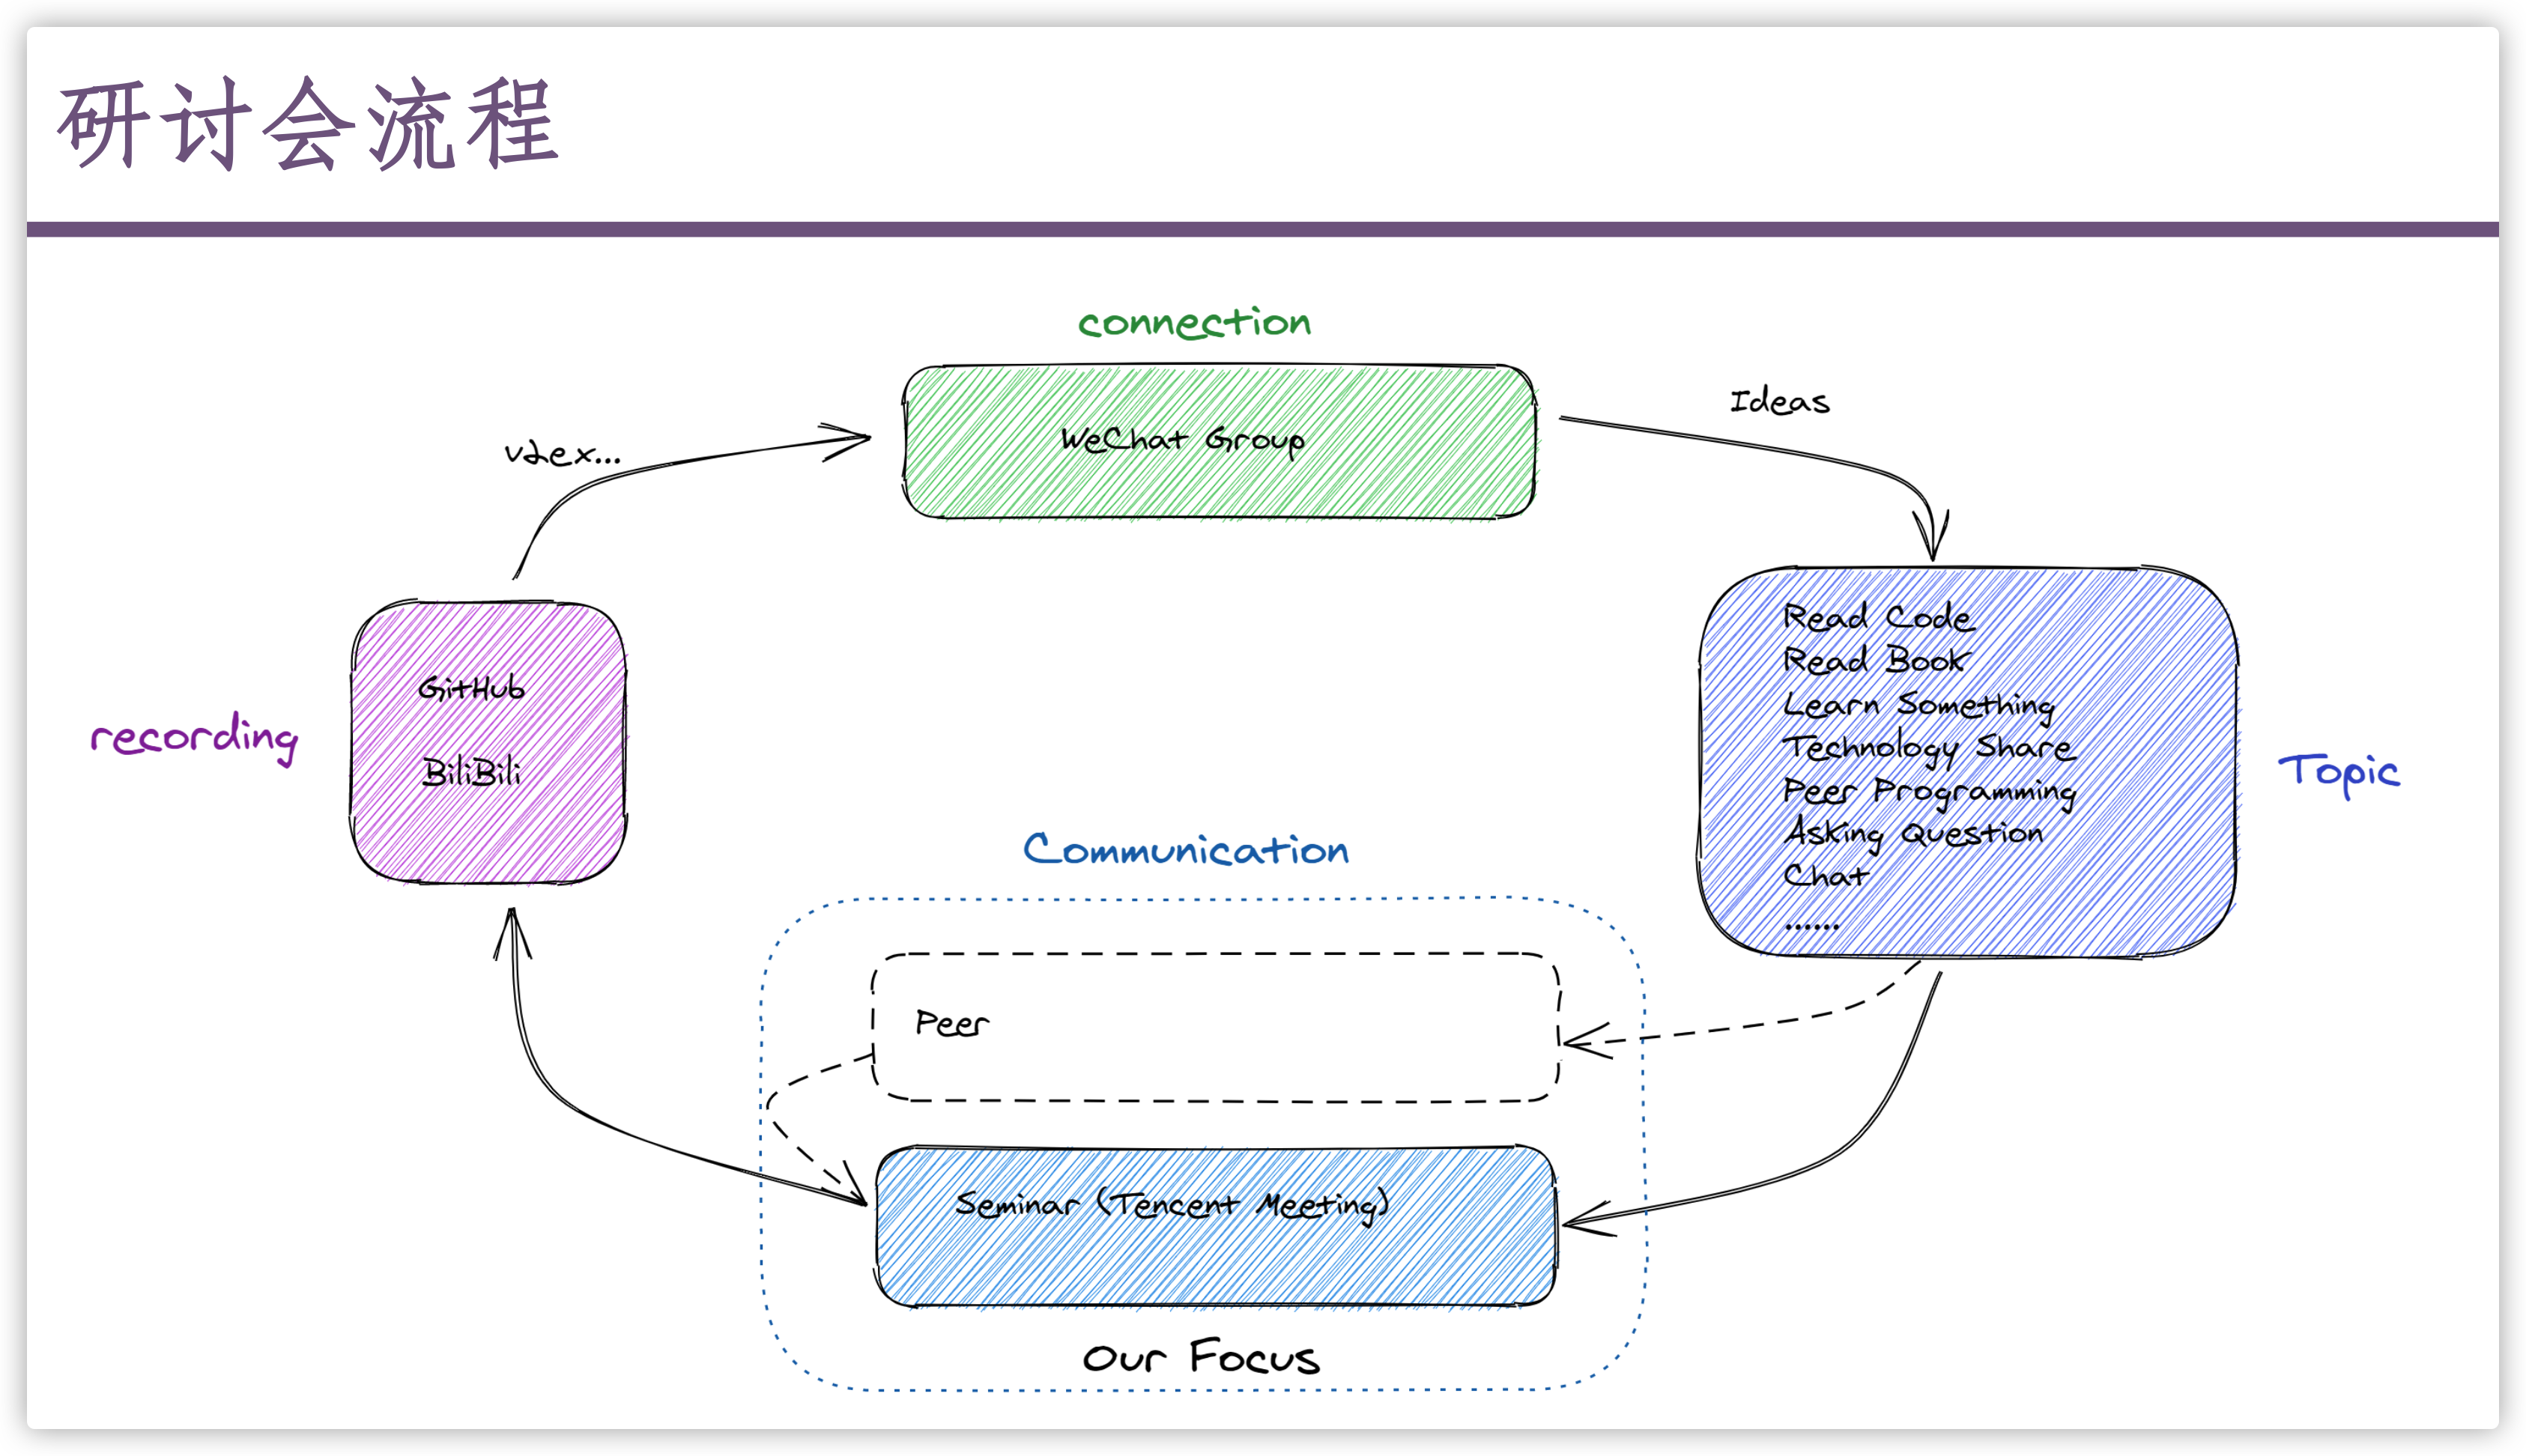 研讨会流程
connection
WeChat Group
Ideas
Read Code
Read Book
Learn Something
Technology Share
Peer Programming
Asking Question
Chat
......
Topic
GitHub
BiliBili
recording
Communication
Peer
Seminar (Tencent Meeting)
Our Focus